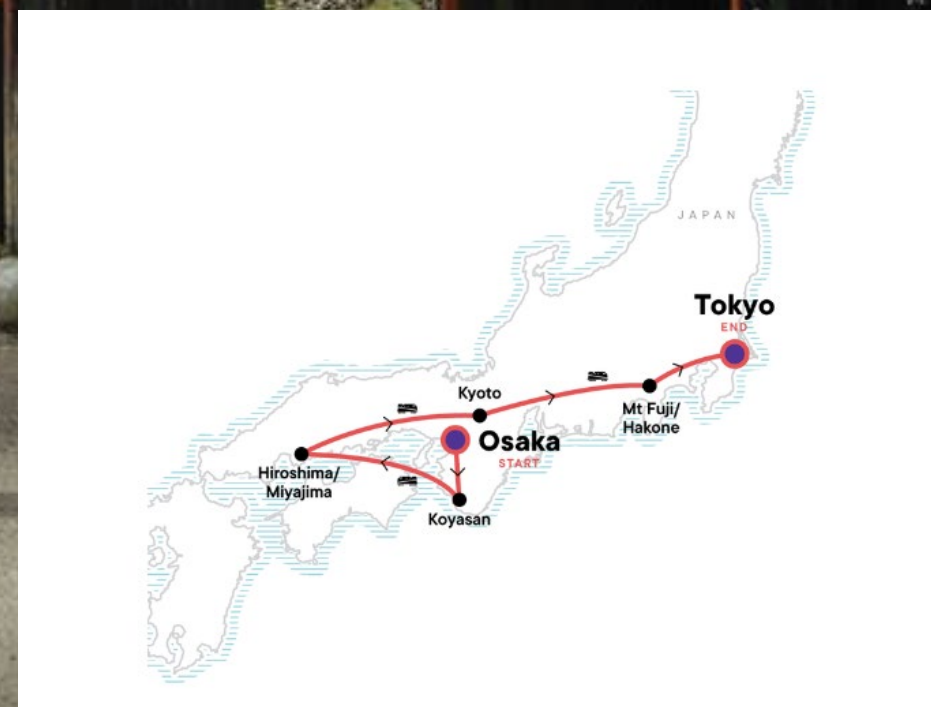 JAPAN
Tokyo
END
Kyoto
Mt Fuji/
Hakone
Osaka
START
Hiroshima/
Miyajima
Koyasan